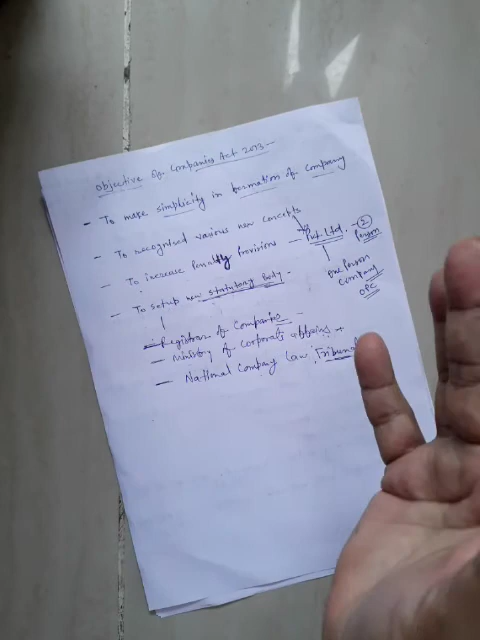 Objective of Companies Act 2013 -
- To make simplicity in formation of company
- To recognised various new concepts
- To increase Penalty Provisions
Pvt. Ltd. - ② Person
one Person
company
OPC
- To setup new statutory Body -
- Registrar of Companies
- Ministry of Corporate affairs
- National Company Law